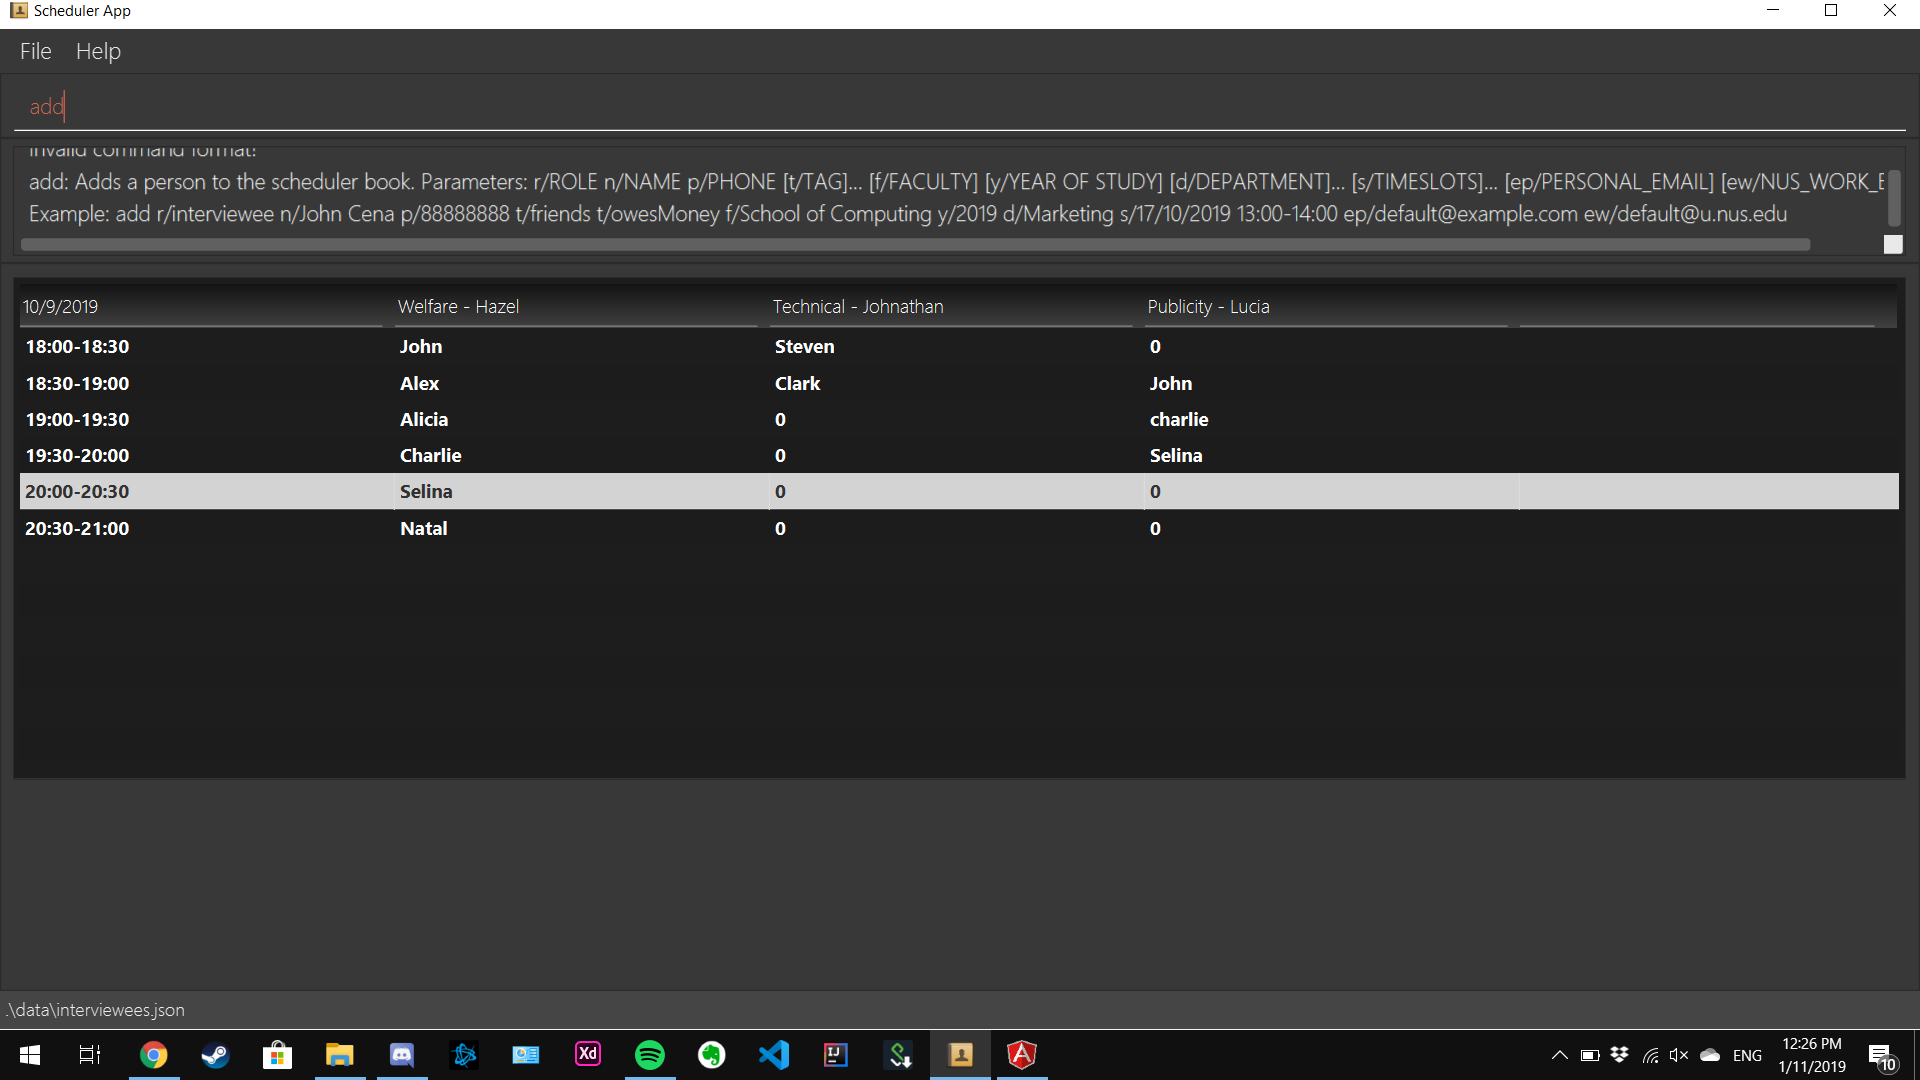 Scheduler App
File Help
add
Invalid command format!
add: Adds a person to the scheduler book. Parameters: r/ROLE n/NAME p/PHONE [t/TAG]... [f/FACULTY] [y/YEAR OF STUDY] [d/DEPARTMENT]... [s/TIMESLOTS]... [ep/PERSONAL_EMAIL] [ew/NUS_WORK_E
Example: add r/interviewee n/John Cena p/88888888 t/friends t/owesMoney f/School of Computing y/2019 d/Marketing s/17/10/2019 13:00-14:00 ep/default@example.com ew/default@u.nus.edu
10/9/2019 Welfare - Hazel Technical - Johnathan Publicity - Lucia
18:00-18:30 John Steven 0
18:30-19:00 Alex Clark John
19:00-19:30 Alicia 0 charlie
19:30-20:00 Charlie 0 Selina
20:00-20:30 Selina 0 0
20:30-21:00 Natal 0 0
.\data\interviewees.json
Xd
IJ
ENG
12:26 PM
1/11/2019
10